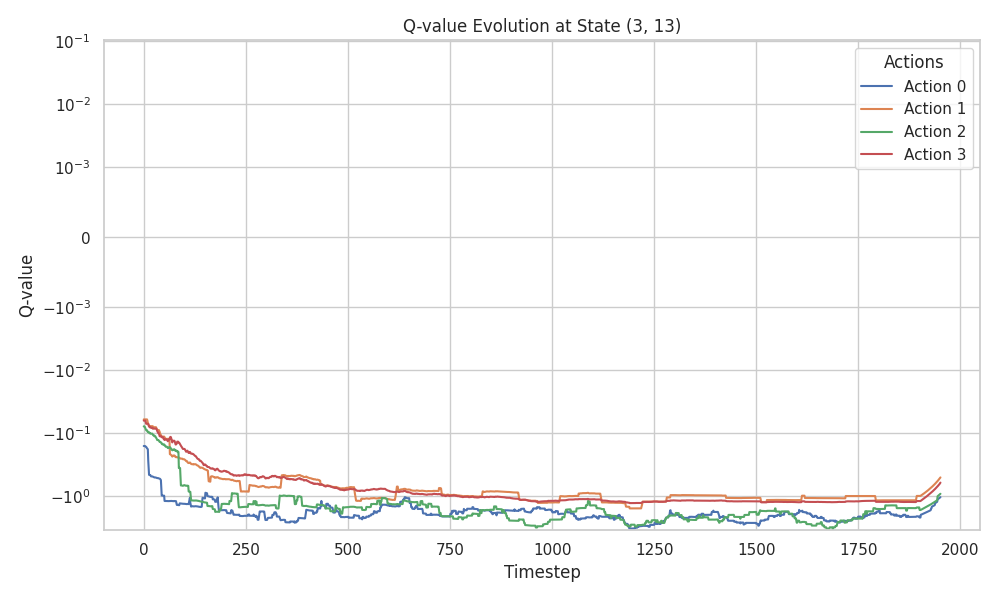 Q-value Evolution at State (3, 13)
Q-value
10⁻¹
10⁻²
10⁻³
0
−10⁻³
−10⁻²
−10⁻¹
−10⁰
Actions
Action 0
Action 1
Action 2
Action 3
0 250 500 750 1000 1250 1500 1750 2000
Timestep